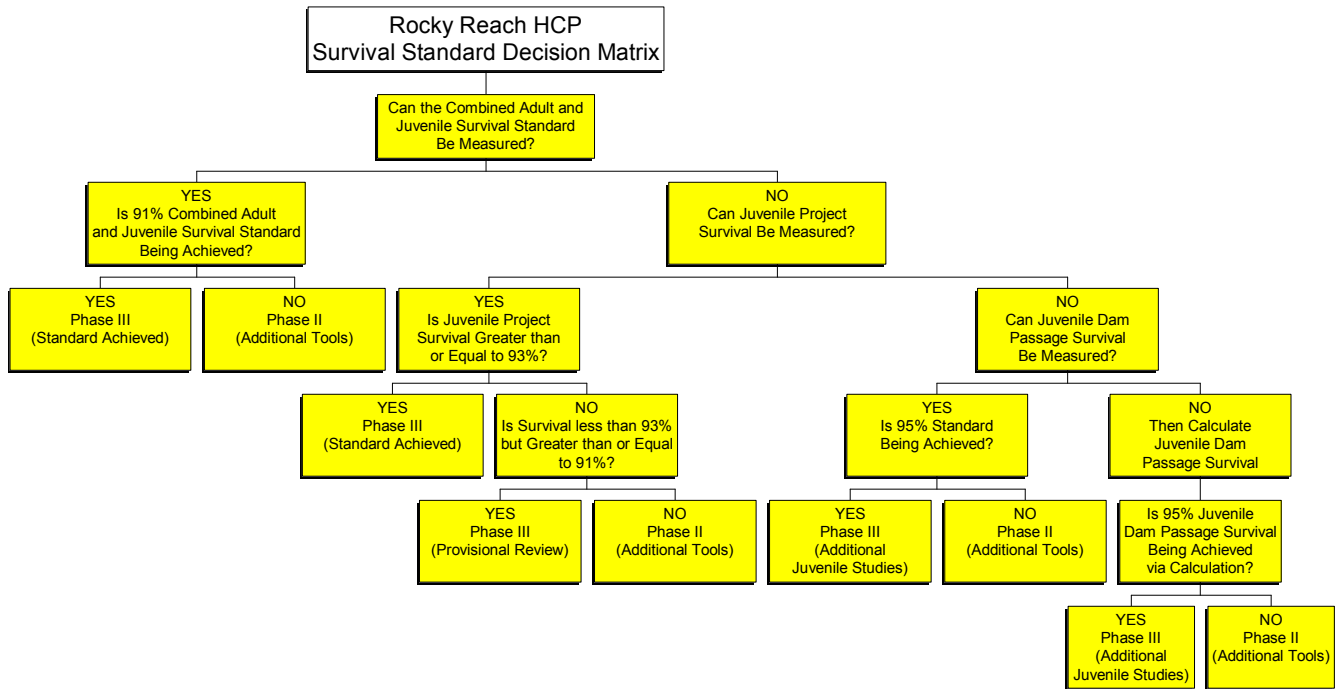 Rocky Reach HCP
Survival Standard Decision Matrix
Can the Combined Adult and
Juvenile Survival Standard
Be Measured?
YES
Is 91% Combined Adult
and Juvenile Survival Standard
Being Achieved?
NO
Can Juvenile Project
Survival Be Measured?
YES
Phase III
(Standard Achieved)
NO
Phase II
(Additional Tools)
YES
Is Juvenile Project
Survival Greater than
or Equal to 93%?
NO
Can Juvenile Dam
Passage Survival
Be Measured?
YES
Phase III
(Standard Achieved)
NO
Is Survival less than 93%
but Greater than or Equal
to 91%?
YES
Is 95% Standard
Being Achieved?
NO
Then Calculate
Juvenile Dam
Passage Survival
YES
Phase III
(Provisional Review)
NO
Phase II
(Additional Tools)
YES
Phase III
(Additional
Juvenile Studies)
NO
Phase II
(Additional Tools)
Is 95% Juvenile
Dam Passage Survival
Being Achieved
via Calculation?
YES
Phase III
(Additional
Juvenile Studies)
NO
Phase II
(Additional Tools)